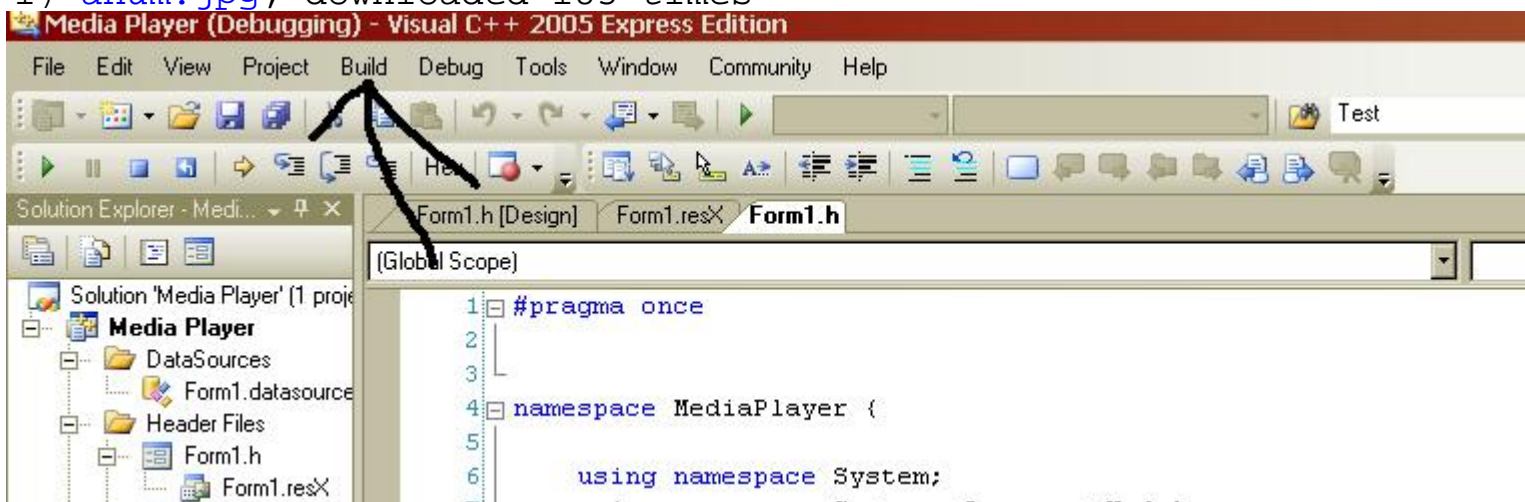 Media Player (Debugging) - Visual C++ 2005 Express Edition
File Edit View Project Build Debug Tools Window Community Help
Test
Solution Explorer - Medi...
Form1.h [Design] Form1.resX Form1.h
(Global Scope)
Solution 'Media Player' (1 proje
Media Player
DataSources
Form1.datasource
Header Files
Form1.h
Form1.resX
1 #pragma once
2
3
4 namespace MediaPlayer {
5
6 using namespace System;